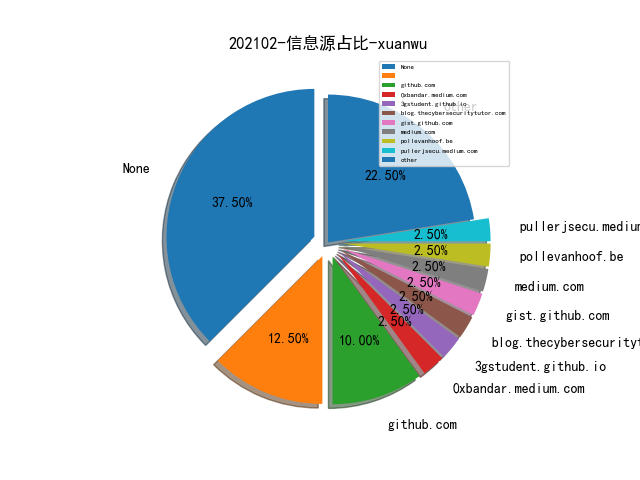 202102-信息源占比-xuanwu
None
github.com
0xbandar.medium.com
3gstudent.github.io
blog.thecybersecuritytutor.com
gist.github.com
medium.com
pollevanhoof.be
pullerjsecu.medium.com
other
other
None
37.50%
22.50%
12.50%
10.00%
2.50%
2.50%
2.50%
2.50%
2.50%
2.50%
2.50%
pullerjsecu.medium
pollevanhoof.be
medium.com
gist.github.com
blog.thecybersecurityt
3gstudent.github.io
0xbandar.medium.com
github.com